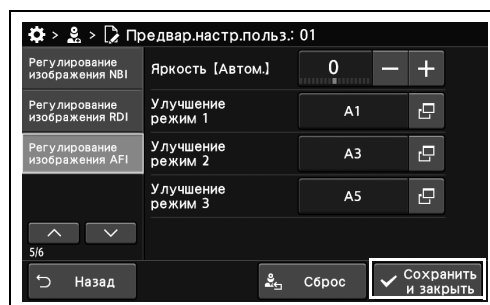 > > Предвар.настр.польз.: 01
Регулирование
изображения NBI
Регулирование
изображения RDI
Регулирование
изображения AFI
5/6
Яркость [Автом.]
0
Улучшение
режим 1
A1
Улучшение
режим 2
A3
Улучшение
режим 3
A5
Назад
Сброс
Сохранить
и закрыть